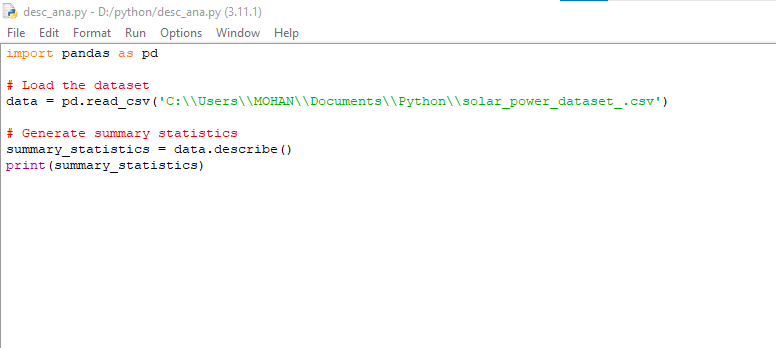 desc_ana.py - D:/python/desc_ana.py (3.11.1)
File Edit Format Run Options Window Help
import pandas as pd
# Load the dataset
data = pd.read_csv('C:\\Users\\MOHAN\\Documents\\Python\\solar_power_dataset_.csv')
# Generate summary statistics
summary_statistics = data.describe()
print(summary_statistics)